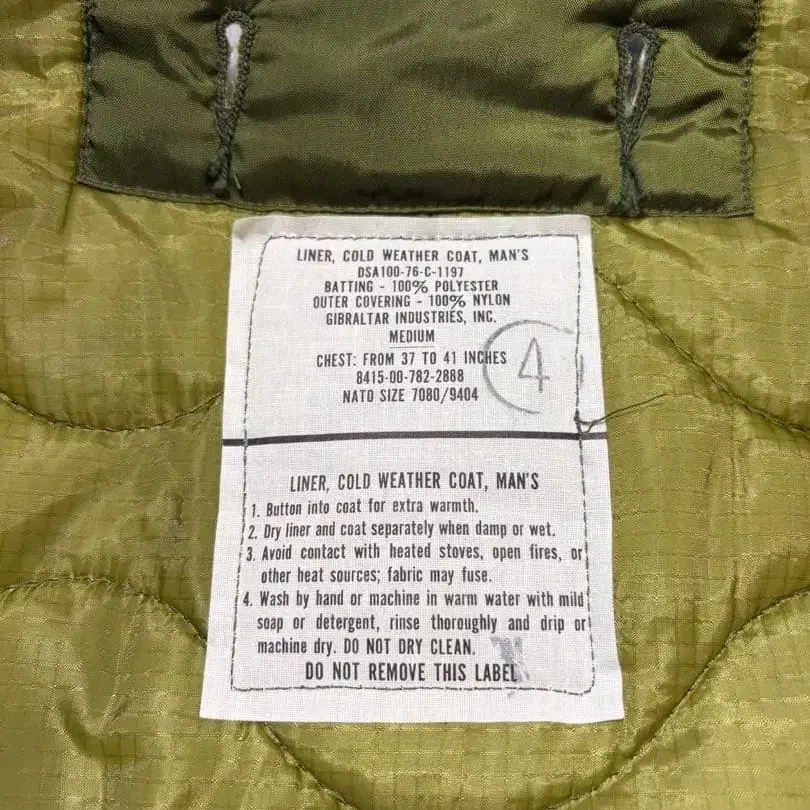 LINER, COLD WEATHER COAT, MAN'S
DSA100-76-C-1197
BATTING - 100% POLYESTER
OUTER COVERING - 100% NYLON
GIBRALTAR INDUSTRIES, INC.
MEDIUM
CHEST: FROM 37 TO 41 INCHES
4
8415-00-782-2888
NATO SIZE 7080/9404
LINER, COLD WEATHER COAT, MAN'S
1. Button into coat for extra warmth.
2. Dry liner and coat separately when damp or wet.
3. Avoid contact with heated stoves, open fires, or
other heat sources; fabric may fuse.
4. Wash by hand or machine in warm water with mild
soap or detergent, rinse thoroughly and drip or
machine dry. DO NOT DRY CLEAN.
DO NOT REMOVE THIS LABEL